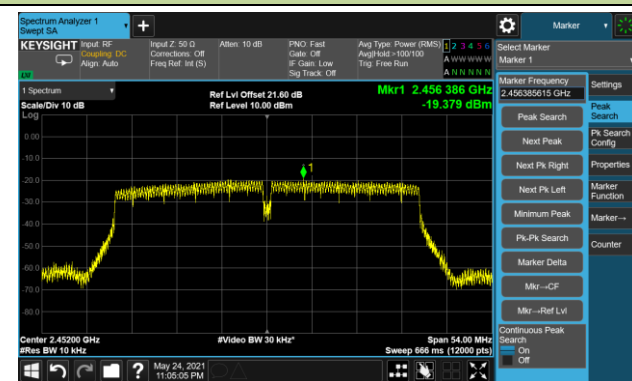 Spectrum Analyzer 1
Swept SA
+
Marker
KEYSIGHT
Input: RF
Coupling: DC
Align: Auto
Input Z: 50 Ω
Corrections: Off
Freq Ref: Int (S)
Atten: 10 dB
PNO: Fast
Gate: Off
IF Gain: Low
Sig Track: Off
Avg Type: Power (RMS)
Avg|Hold:>100/100
Trig: Free Run
1 2 3 4 5 6
A W W W W W
A N N N N N
LXI
Select Marker
Marker 1
1 Spectrum
Scale/Div 10 dB
Log
Ref Lvl Offset 21.60 dB
Ref Level 10.00 dBm
Mkr1 2.456 386 GHz
-19.379 dBm
0.00
-10.0
-20.0
-30.0
-40.0
-50.0
-60.0
-70.0
-80.0
1
Center 2.45200 GHz
#Res BW 10 kHz
#Video BW 30 kHz*
Span 54.00 MHz
Sweep 666 ms (12000 pts)
Marker Frequency
2.456385615 GHz
Peak Search
Next Peak
Next Pk Right
Next Pk Left
Minimum Peak
Pk-Pk Search
Marker Delta
Mkr→CF
Mkr→Ref Lvl
Continuous Peak
Search
On
Off
Settings
Peak
Search
Pk Search
Config
Properties
Marker
Function
Marker→
Counter
?
May 24, 2021
11:05:05 PM